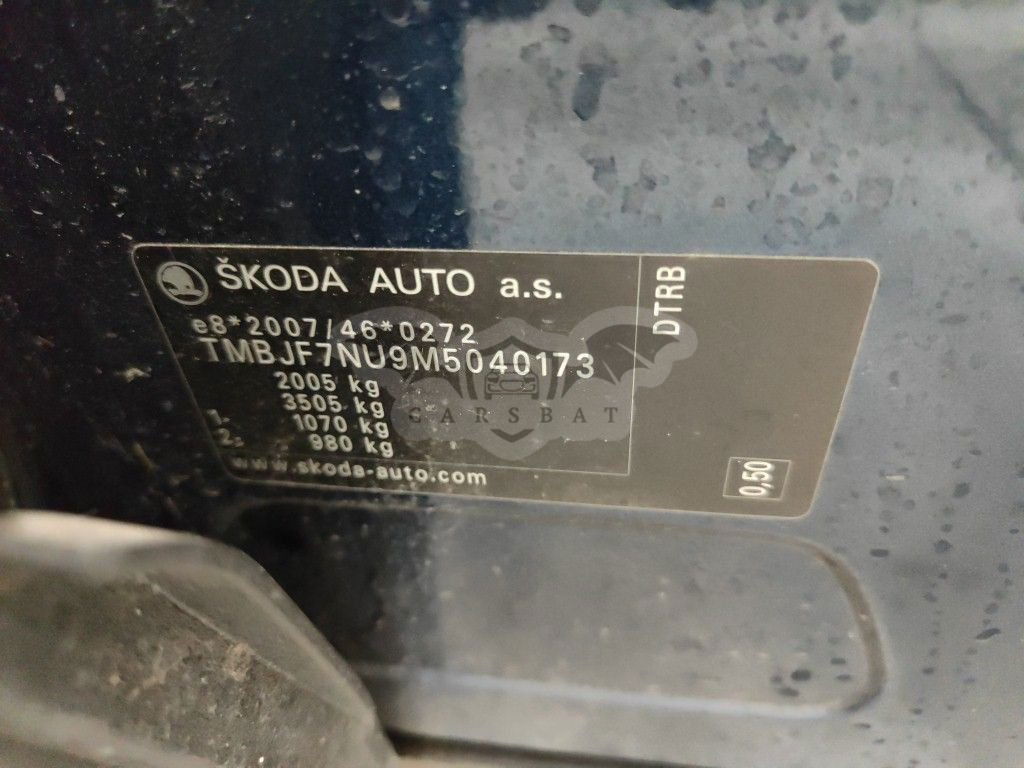 ŠKODA AUTO a.s.
e8*2007/46*0272
TMBJF7NU9M5040173
2005 kg
3505 kg
1. 1070 kg
2. 980 kg
www.skoda-auto.com
DTRB
0,50
CARSBAT